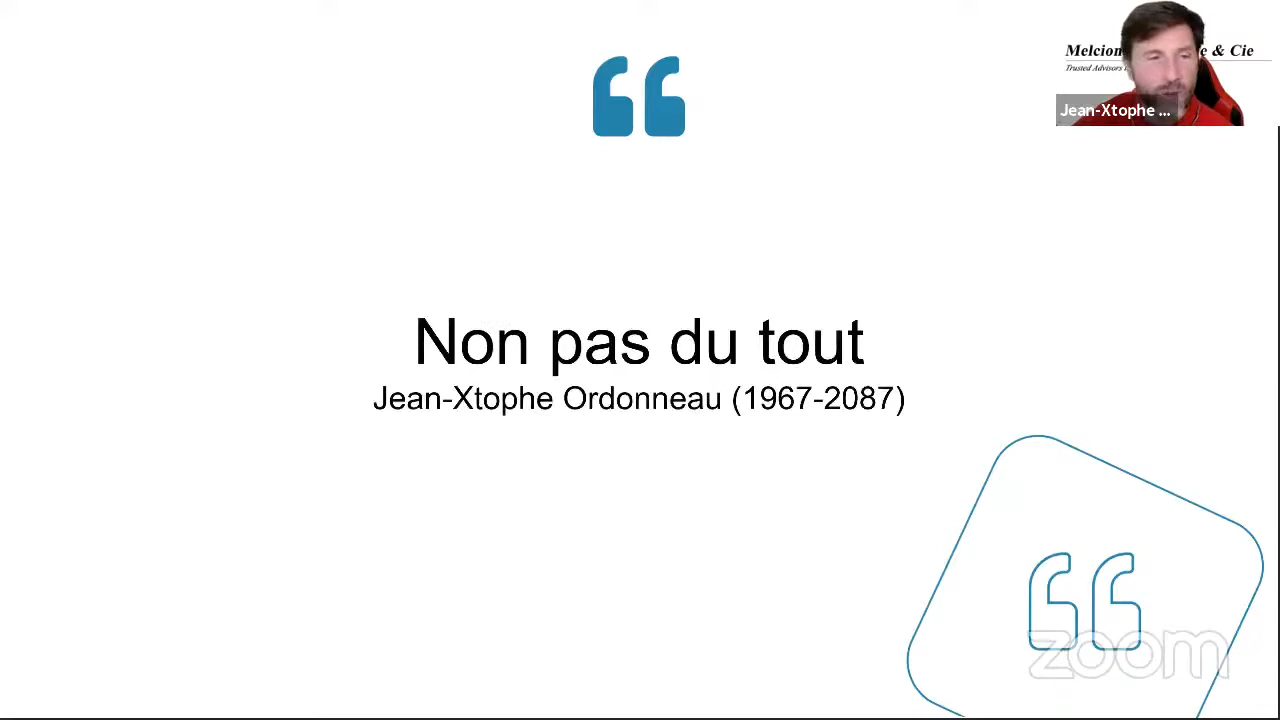 Melcion e & Cie
Trusted Advisors
Jean-Xtophe ...
Non pas du tout
Jean-Xtophe Ordonneau (1967-2087)
zoom